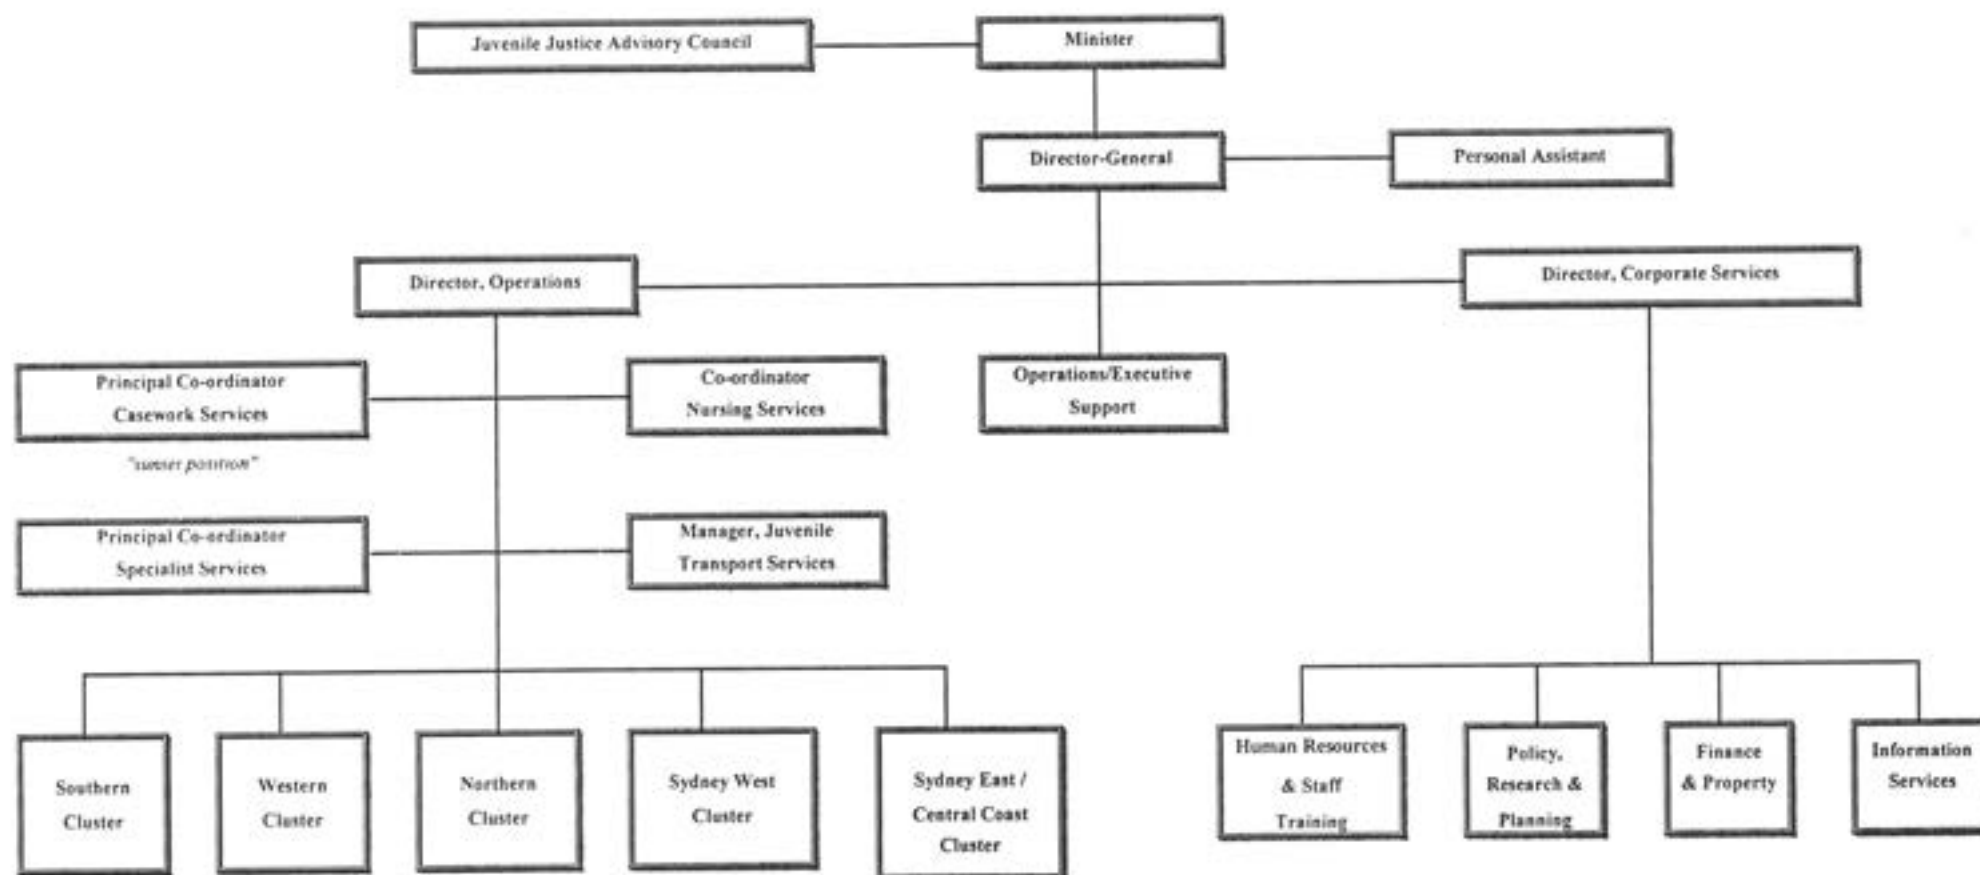 Juvenile Justice Advisory Council
Minister
Director-General
Personal Assistant
Director, Operations
Director, Corporate Services
Principal Co-ordinator
Casework Services
"sunset position"
Co-ordinator
Nursing Services
Operations/Executive
Support
Principal Co-ordinator
Specialist Services
Manager, Juvenile
Transport Services
Southern
Cluster
Western
Cluster
Northern
Cluster
Sydney West
Cluster
Sydney East /
Central Coast
Cluster
Human Resources
& Staff
Training
Policy,
Research &
Planning
Finance
& Property
Information
Services